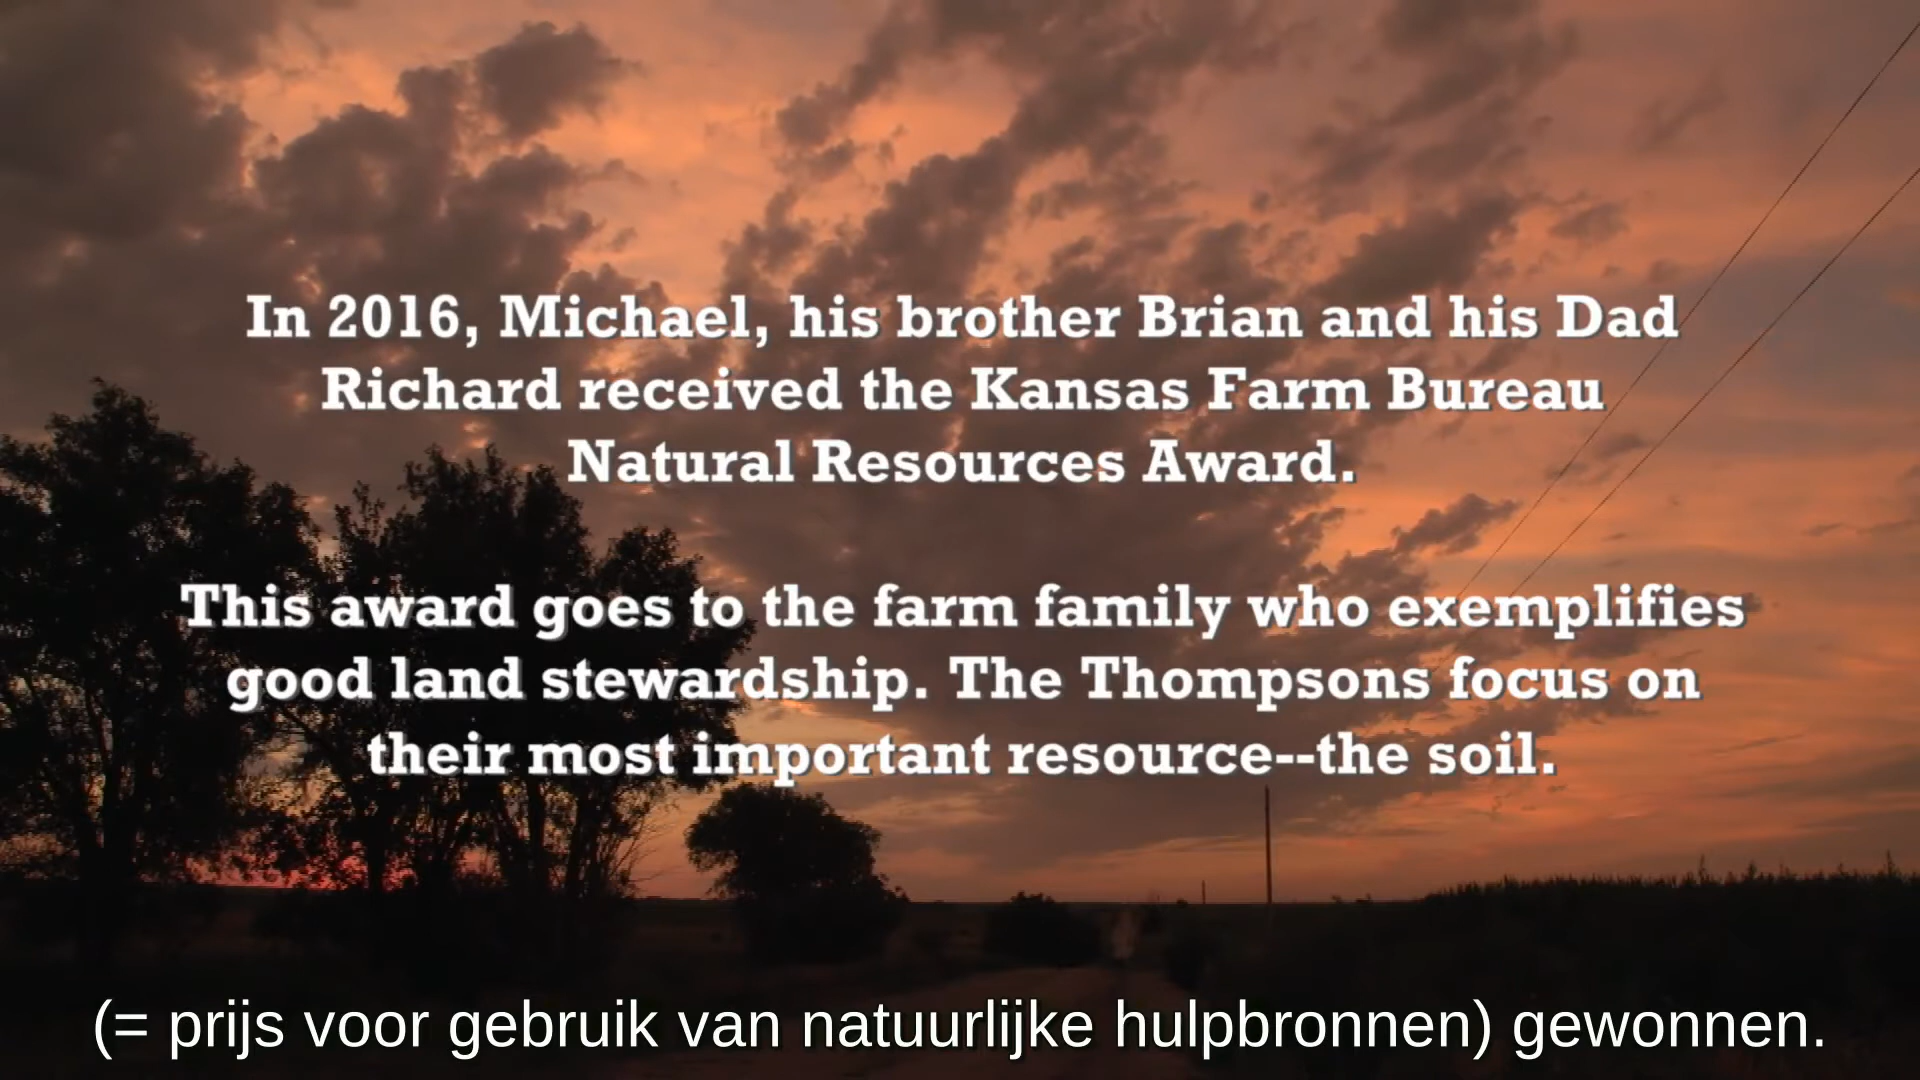 In 2016, Michael, his brother Brian and his Dad
Richard received the Kansas Farm Bureau
Natural Resources Award.
This award goes to the farm family who exemplifies
good land stewardship. The Thompsons focus on
their most important resource--the soil.
(= prijs voor gebruik van natuurlijke hulpbronnen) gewonnen.